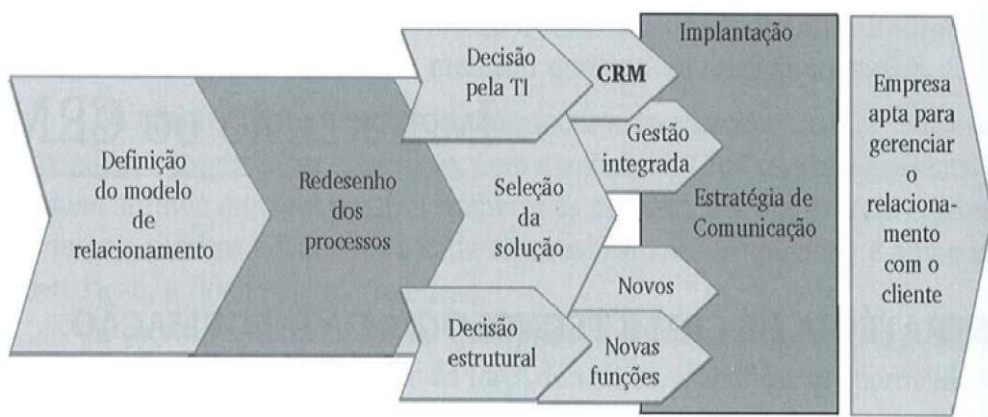 Definição
do modelo
de
relacionamento
Redesenho
dos
processos
Decisão
pela TI
Seleção
da
solução
Decisão
estrutural
CRM
Gestão
integrada
Novos
Novas
funções
Implantação
Estratégia de
Comunicação
Empresa
apta para
gerenciar
o
relaciona-
mento
com o
cliente